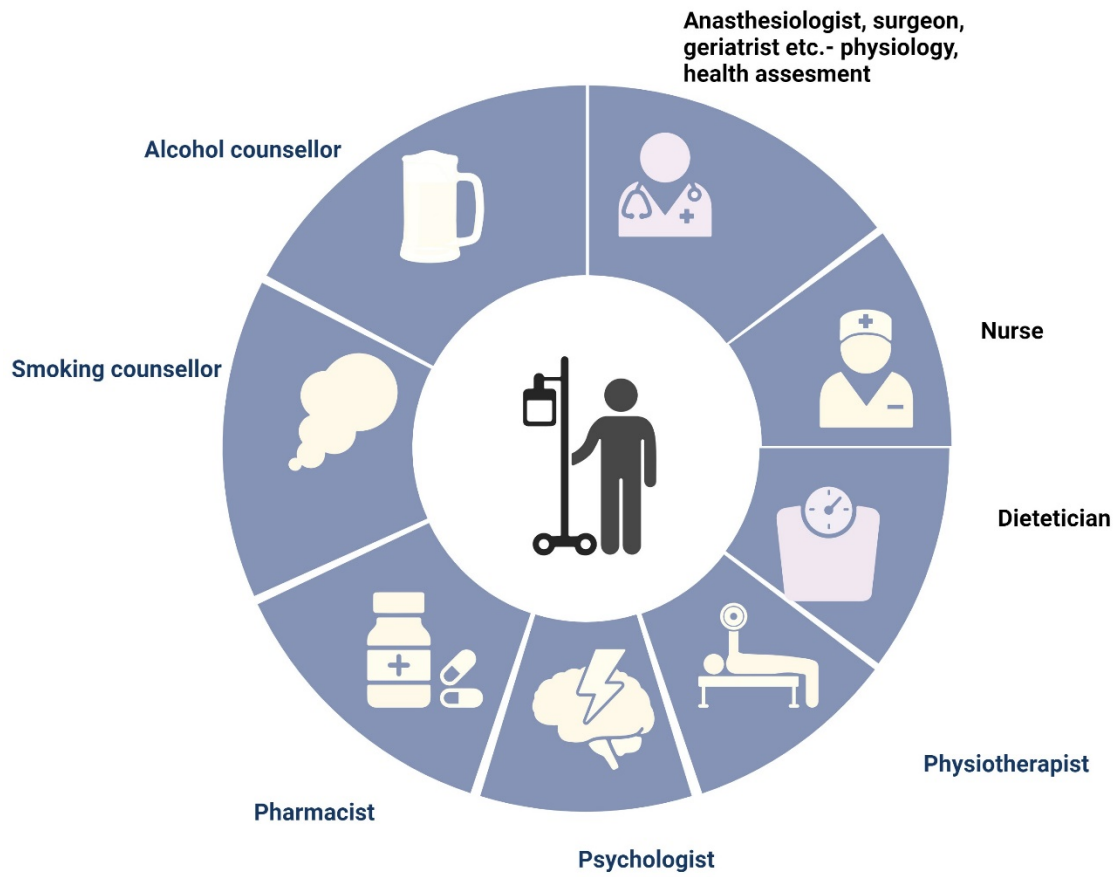 Anasthesiologist, surgeon,
geriatrist etc.- physiology,
health assesment
Alcohol counsellor
Nurse
Smoking counsellor
Dietetician
Physiotherapist
Pharmacist
Psychologist